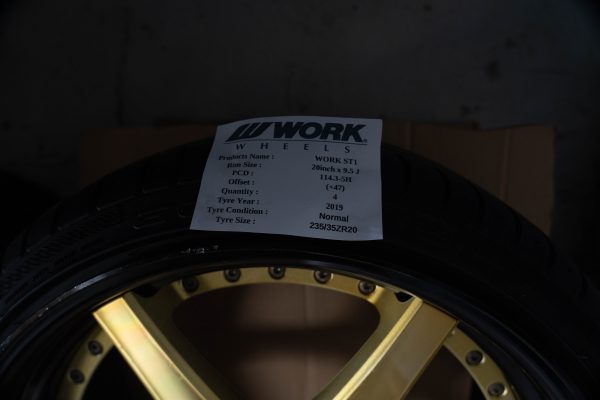 WORK
WHEELS
Products Name : WORK ST1
Rim Size : 20inch x 9.5 J
PCD : 114.3-5H
Offset : (+47)
Quantity : 4
Tyre Year : 2019
Tyre Condition : Normal
Tyre Size : 235/35ZR20